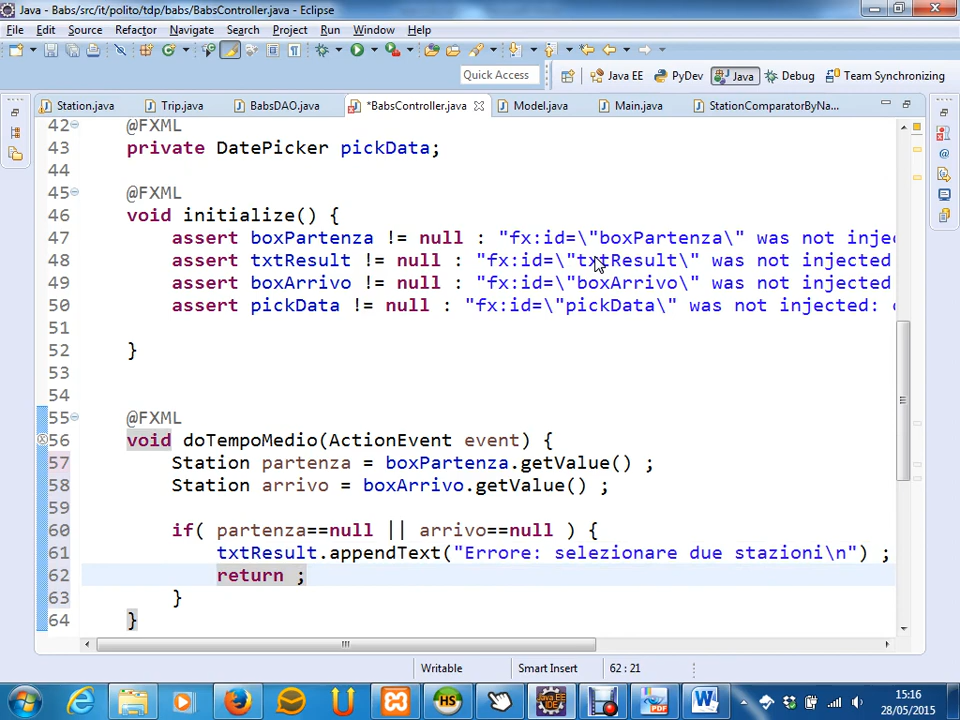 Java - Babs/src/it/polito/tdp/babs/BabsController.java - Eclipse
File Edit Source Refactor Navigate Search Project Run Window Help
Quick Access Java EE PyDev Java Debug Team Synchronizing
Station.java Trip.java BabsDAO.java *BabsController.java Model.java Main.java StationComparatorByNa...
42 @FXML
43 private DatePicker pickData;
44
45 @FXML
46 void initialize() {
47 assert boxPartenza != null : "fx:id=\"boxPartenza\" was not injec
48 assert txtResult != null : "fx:id=\"txtResult\" was not injected
49 assert boxArrivo != null : "fx:id=\"boxArrivo\" was not injected
50 assert pickData != null : "fx:id=\"pickData\" was not injected: c
51
52 }
53
54
55 @FXML
56 void doTempoMedio(ActionEvent event) {
57 Station partenza = boxPartenza.getValue() ;
58 Station arrivo = boxArrivo.getValue() ;
59
60 if( partenza==null || arrivo==null ) {
61 txtResult.appendText("Errore: selezionare due stazioni\n") ;
62 return ;
63 }
64 }
Writable Smart Insert 62 : 21
15:16
28/05/2015